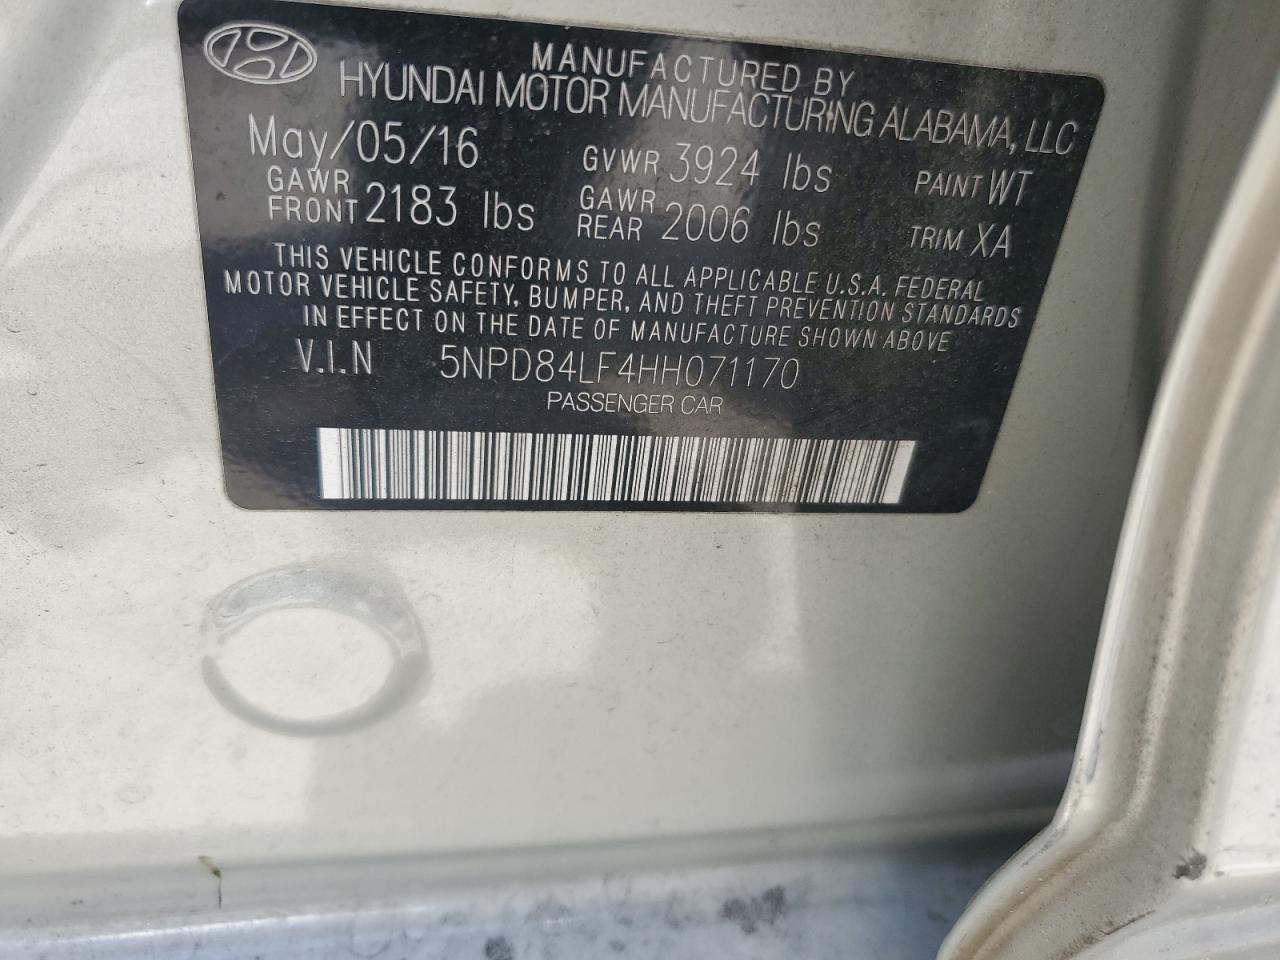 MANUFACTURED BY
HYUNDAI MOTOR MANUFACTURING ALABAMA, LLC
May/05/16 GVWR 3924 lbs PAINT WT
GAWR FRONT 2183 lbs GAWR REAR 2006 lbs TRIM XA
THIS VEHICLE CONFORMS TO ALL APPLICABLE U.S.A. FEDERAL
MOTOR VEHICLE SAFETY, BUMPER, AND THEFT PREVENTION STANDARDS
IN EFFECT ON THE DATE OF MANUFACTURE SHOWN ABOVE
V.I.N 5NPD84LF4HH071170
PASSENGER CAR